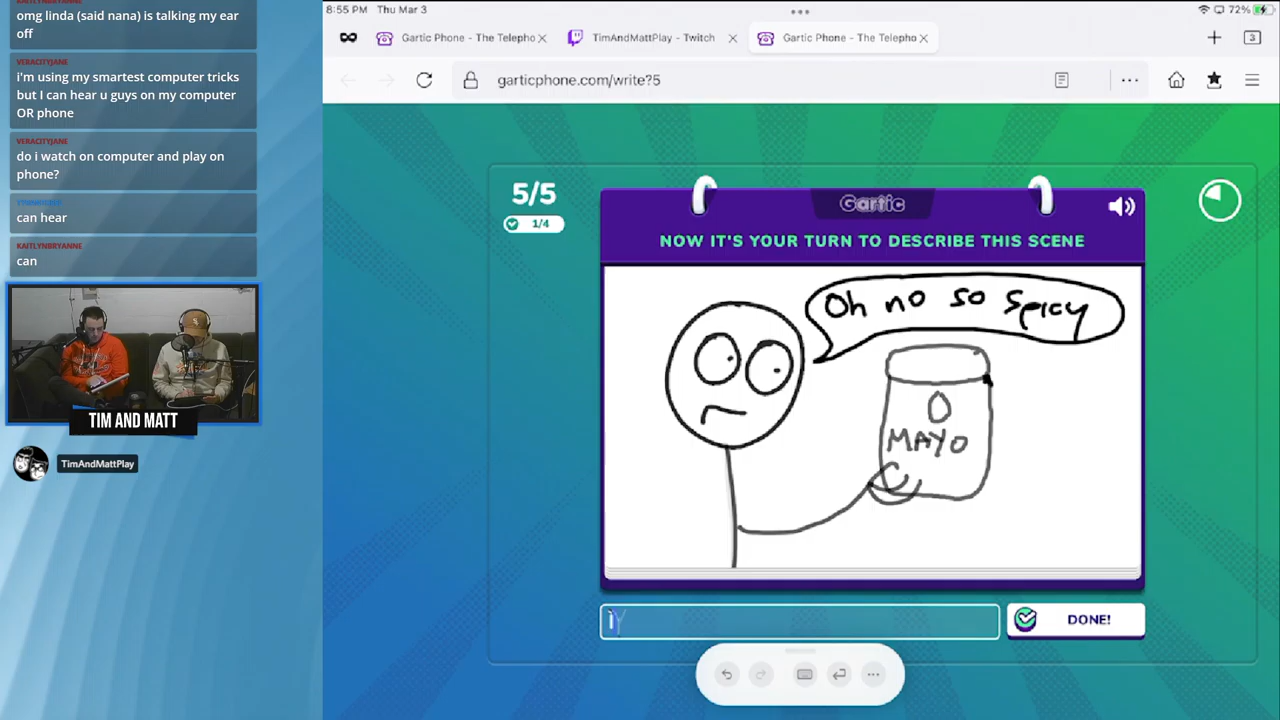 omg linda (said nana) is talking my ear
off
VERACITYJANE
i'm using my smartest computer tricks
but I can hear u guys on my computer
OR phone
VERACITYJANE
do i watch on computer and play on
phone?
can hear
KAITLYNBRYANNE
can
TIM AND MATT
TimAndMattPlay
8:55 PM Thu Mar 3
72%
Gartic Phone - The Telepho
TimAndMattPlay - Twitch
Gartic Phone - The Telepho
3
garticphone.com/write?5
5/5
1/4
Gartic
NOW IT'S YOUR TURN TO DESCRIBE THIS SCENE
Oh no so spicy
O
MAYO
DONE!